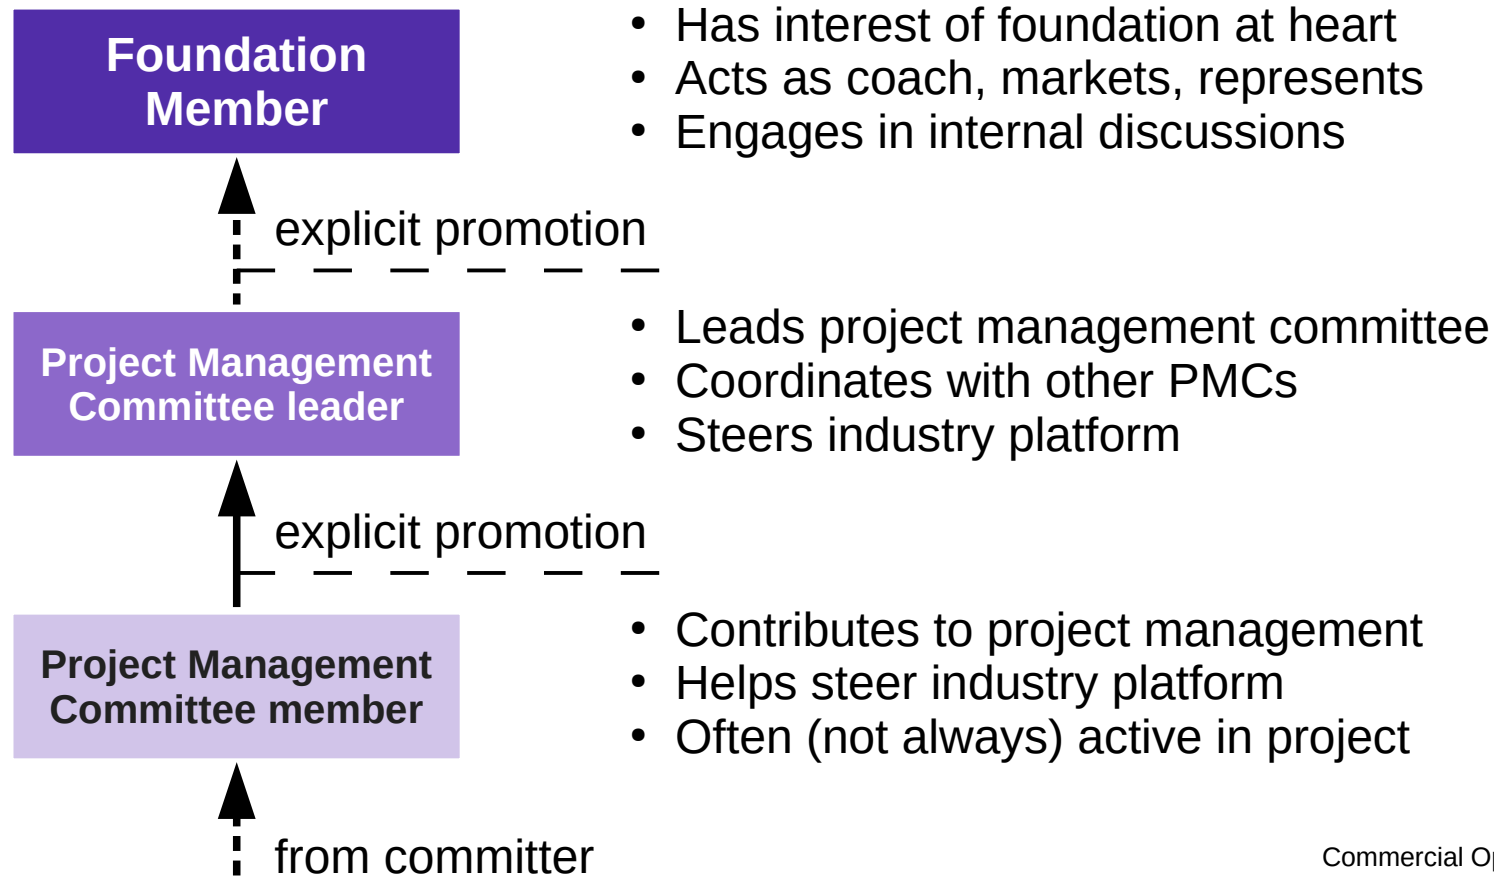 Foundation
Member
• Has interest of foundation at heart
• Acts as coach, markets, represents
• Engages in internal discussions
explicit promotion
Project Management
Committee leader
• Leads project management committee
• Coordinates with other PMCs
• Steers industry platform
explicit promotion
Project Management
Committee member
• Contributes to project management
• Helps steer industry platform
• Often (not always) active in project
from committer
Commercial